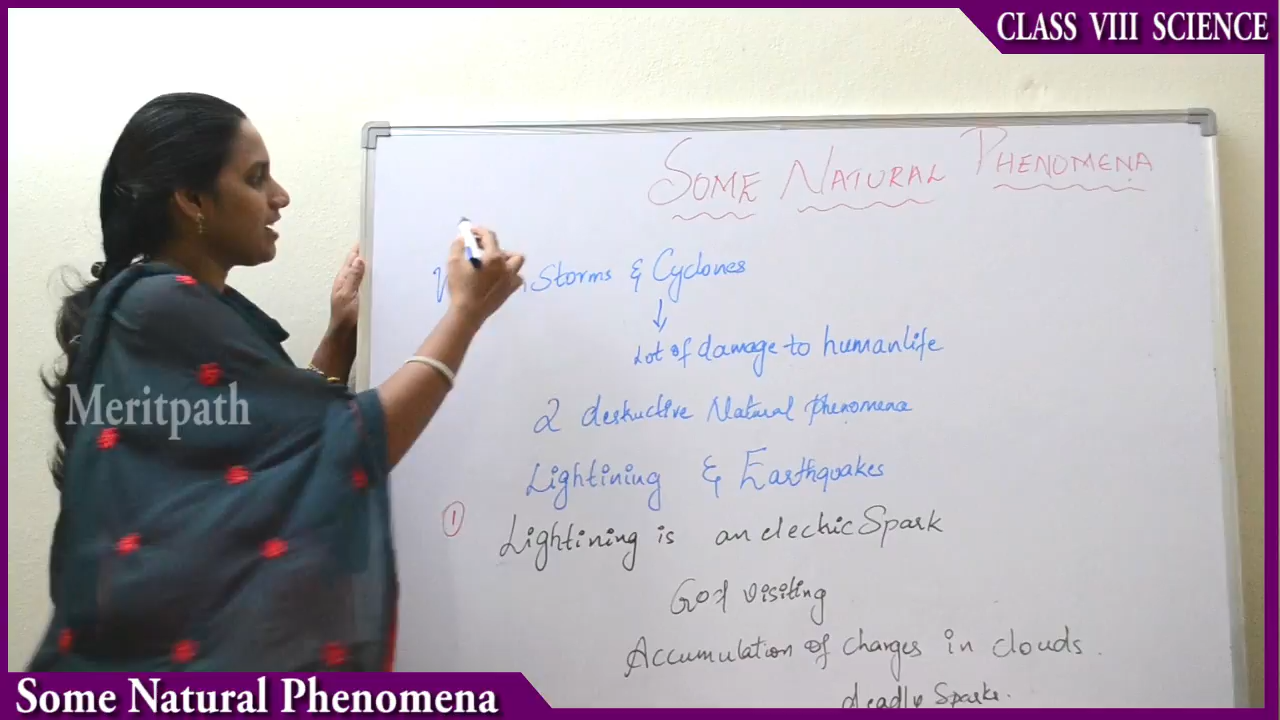 CLASS VIII SCIENCE
SOME NATURAL PHENOMENA
Storms & Cyclones
↓
Lot of damage to humanlife
2 destructive Natural Phenomena
Lightining & Earthquakes
① Lightining is an electric Spark
God visiting
Accumulation of charges in clouds.
deadly Sparks.
Meritpath
Some Natural Phenomena